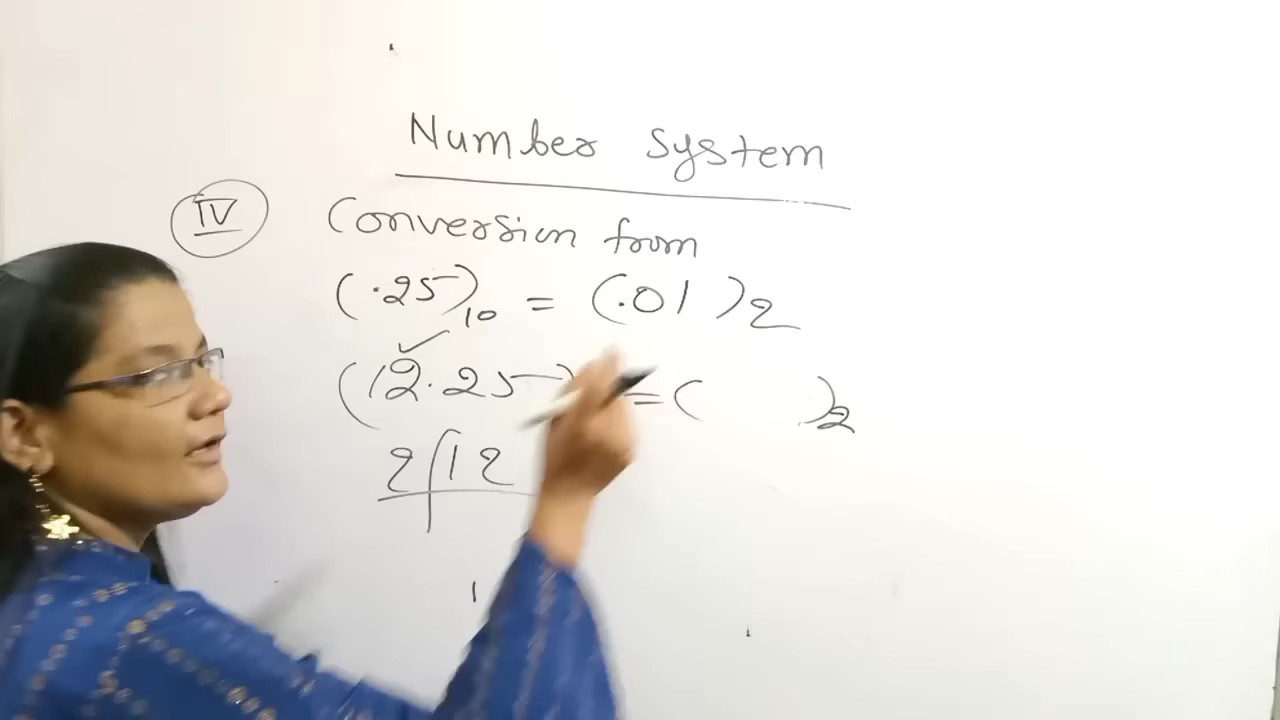 Number System
IV Conversion from
(.25)10 = (.01)2
(12.25) = ( )2
2 12